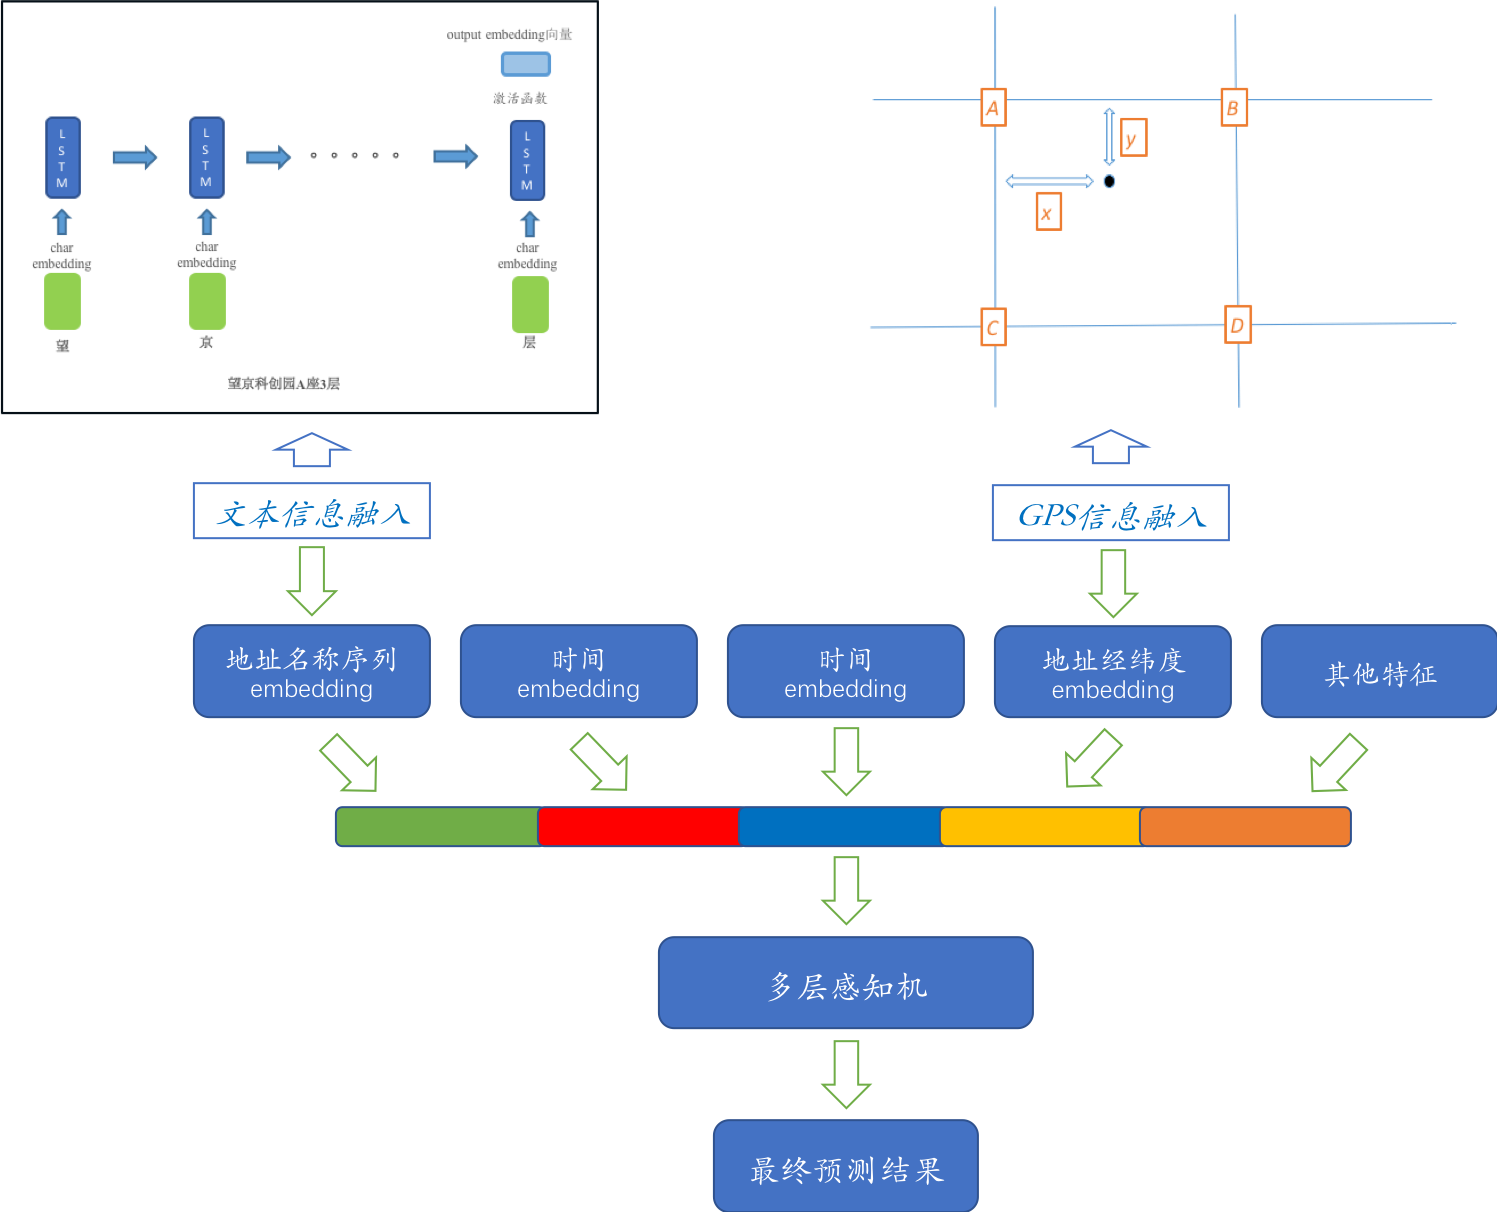 output embedding向量
激活函数
L
S
T
M
L
S
T
M
L
S
T
M
char
embedding
char
embedding
char
embedding
望
京
层
望京科创园A座3层
A
B
y
x
C
D
文本信息融入
GPS信息融入
地址名称序列
embedding
时间
embedding
时间
embedding
地址经纬度
embedding
其他特征
多层感知机
最终预测结果